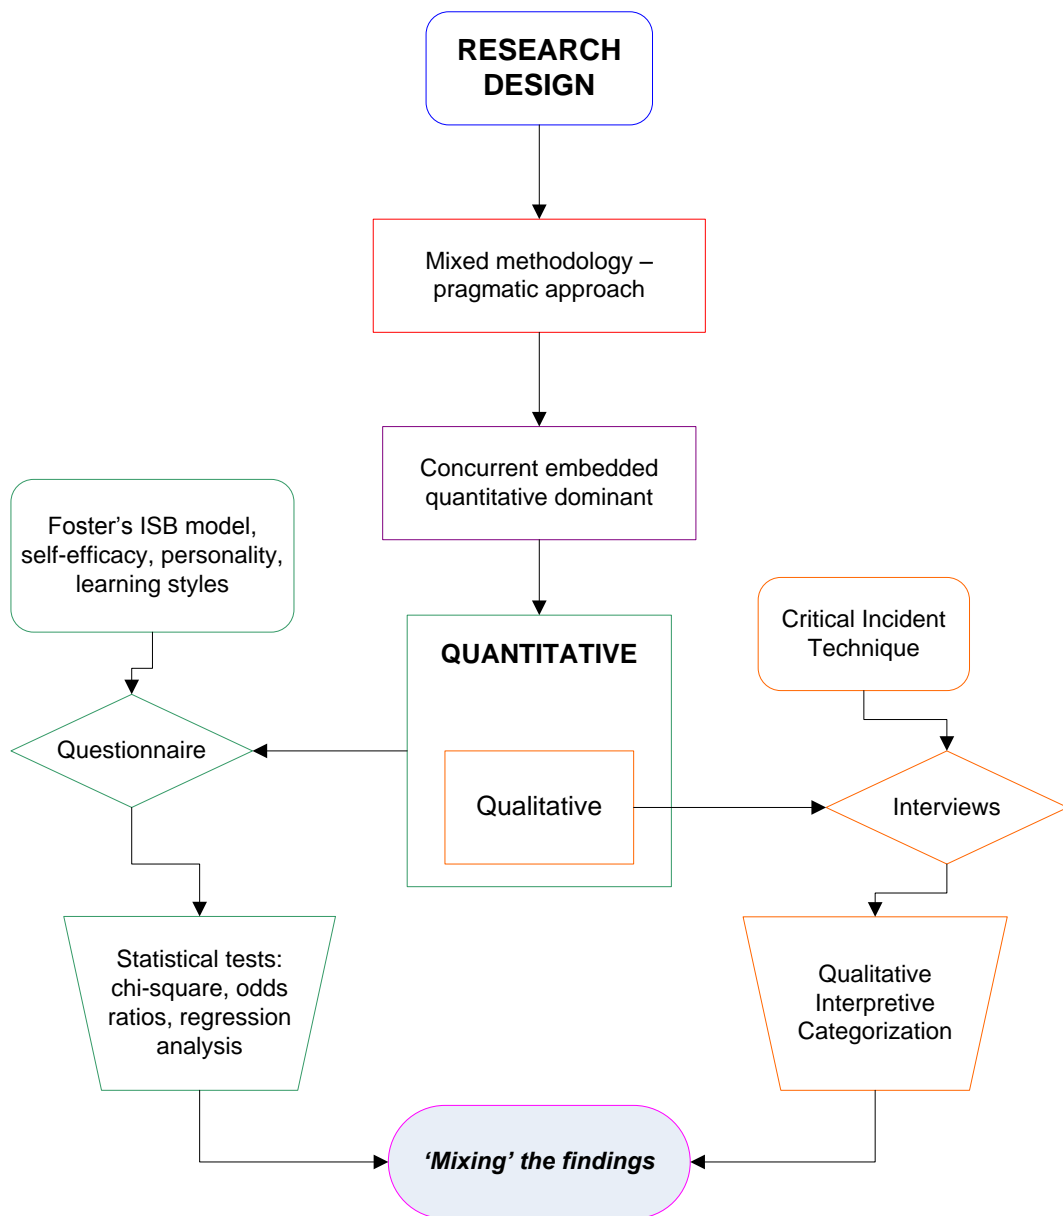 RESEARCH
DESIGN
Mixed methodology –
pragmatic approach
Concurrent embedded
quantitative dominant
Foster’s ISB model,
self-efficacy, personality,
learning styles
QUANTITATIVE
Critical Incident
Technique
Questionnaire
Qualitative
Interviews
Statistical tests:
chi-square, odds
ratios, regression
analysis
Qualitative
Interpretive
Categorization
‘Mixing’ the findings